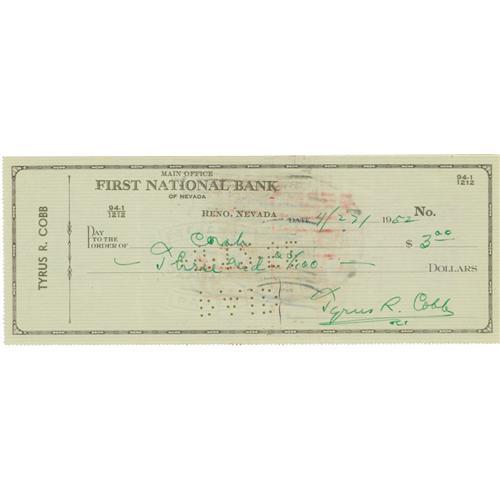 MAIN OFFICE
FIRST NATIONAL BANK
OF NEVADA
94-1
1212
94-1
1212
RENO, NEVADA DATE 4/27/ 1952 No.
PAY
TO THE
ORDER OF Cash $ 3.00
Three and 00/100 DOLLARS
Tyrus R. Cobb
TYRUS R. COBB